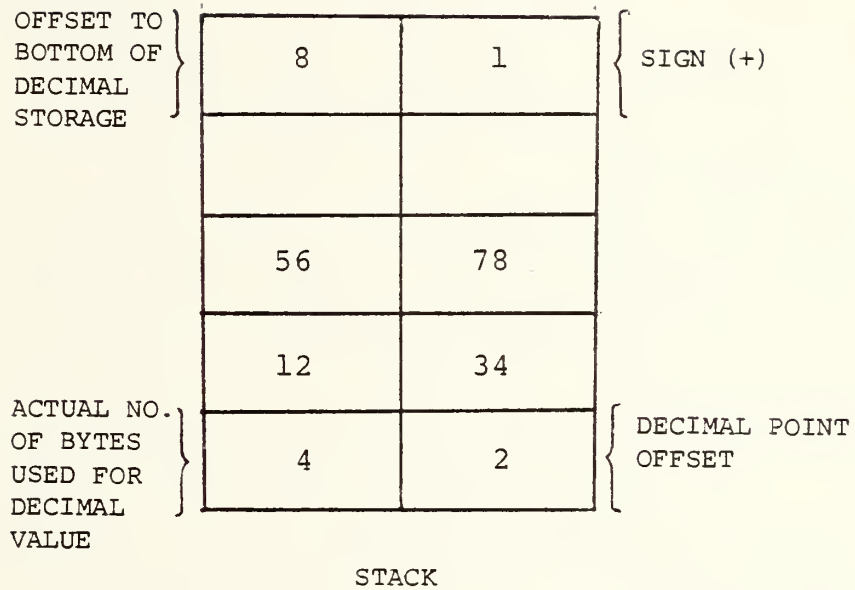 OFFSET TO
BOTTOM OF
DECIMAL
STORAGE
8 1
SIGN (+)
56 78
12 34
ACTUAL NO.
OF BYTES
USED FOR
DECIMAL
VALUE
4 2
DECIMAL POINT
OFFSET
STACK